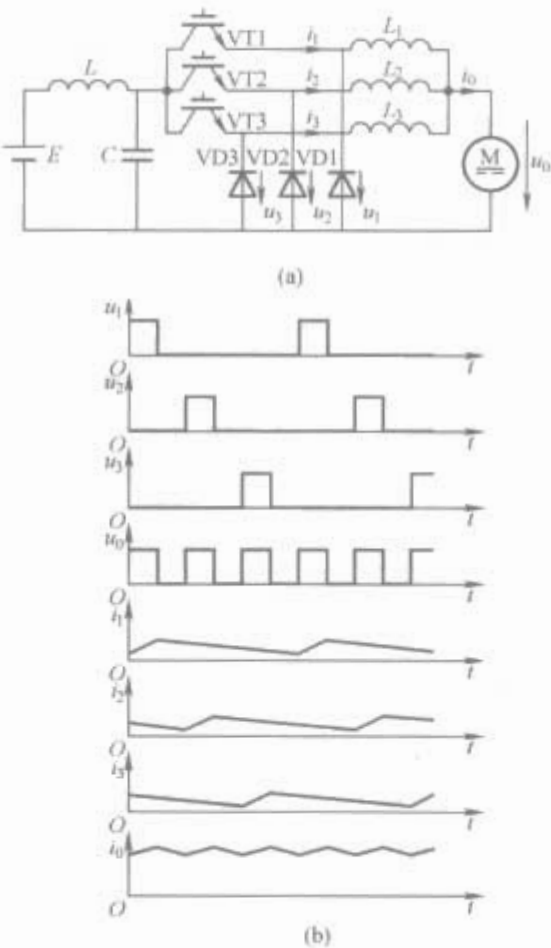 VT1 i₁ L₁
L VT2 i₂ L₂ i₀
VT3 i₃ L₃
E C VD3 VD2 VD1 M u₀
u₃ u₂ u₁
(a)
u₁
O t
u₂
O t
u₃
O t
u₀
O t
i₁
O t
i₂
O t
i₃
O t
i₀
O t
(b)